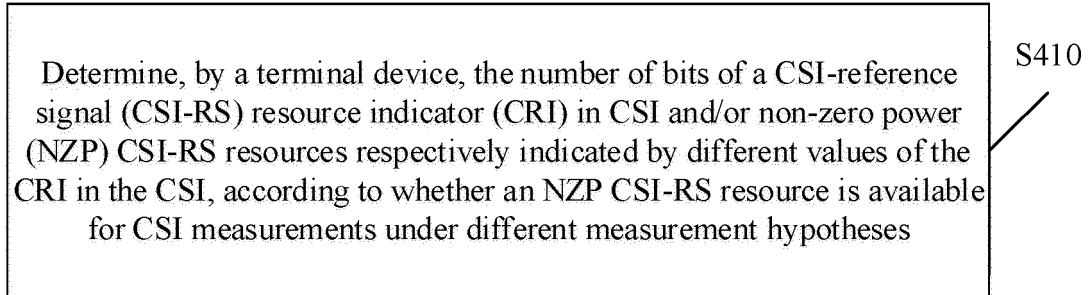 Determine, by a terminal device, the number of bits of a CSI-reference
signal (CSI-RS) resource indicator (CRI) in CSI and/or non-zero power
(NZP) CSI-RS resources respectively indicated by different values of the
CRI in the CSI, according to whether an NZP CSI-RS resource is available
for CSI measurements under different measurement hypotheses
S410